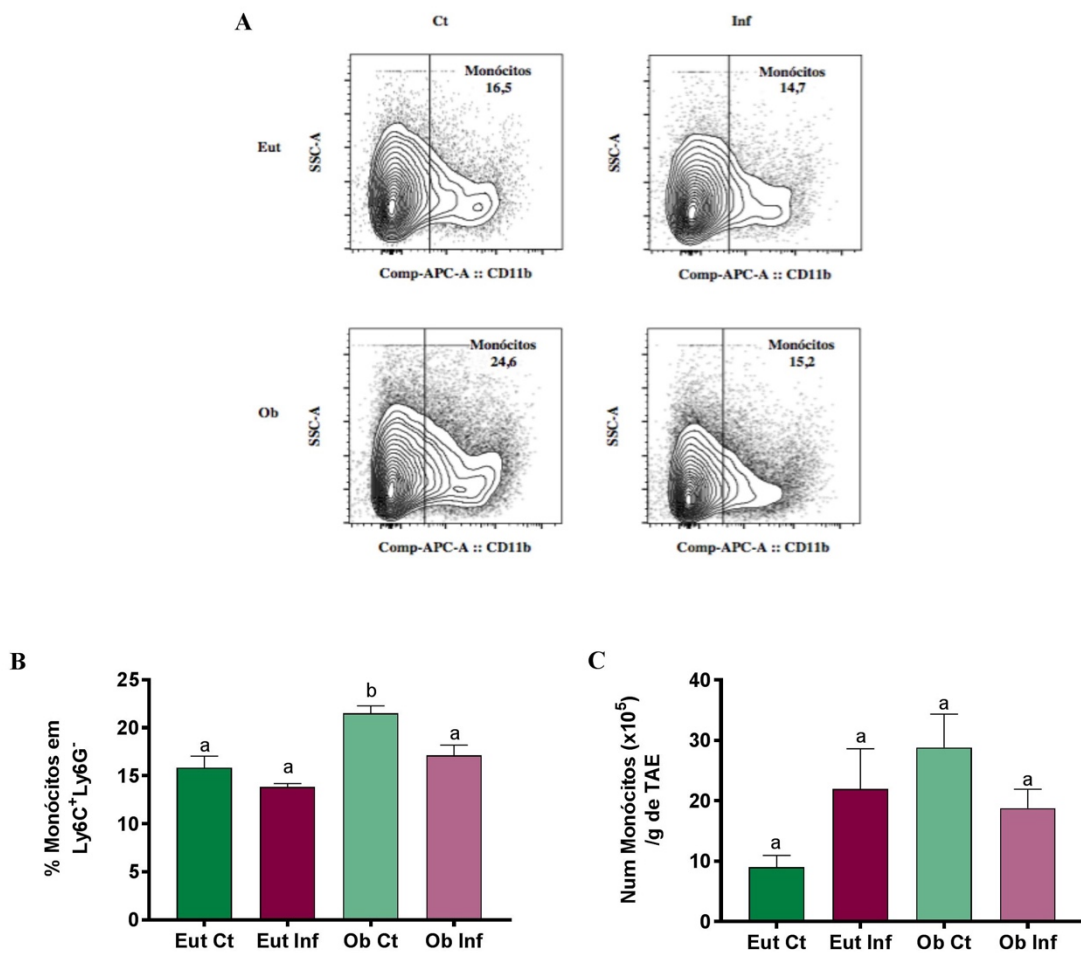 A
Ct
Inf
Eut
SSC-A
Monócitos
16,5
Comp-APC-A :: CD11b
SSC-A
Monócitos
14,7
Comp-APC-A :: CD11b
Ob
SSC-A
Monócitos
24,6
Comp-APC-A :: CD11b
SSC-A
Monócitos
15,2
Comp-APC-A :: CD11b
B
% Monócitos em
Ly6C⁺Ly6G⁻
25
20
15
10
5
0
a
a
b
a
Eut Ct
Eut Inf
Ob Ct
Ob Inf
C
Num Monócitos (x10⁵)
/g de TAE
40
30
20
10
0
a
a
a
a
Eut Ct
Eut Inf
Ob Ct
Ob Inf